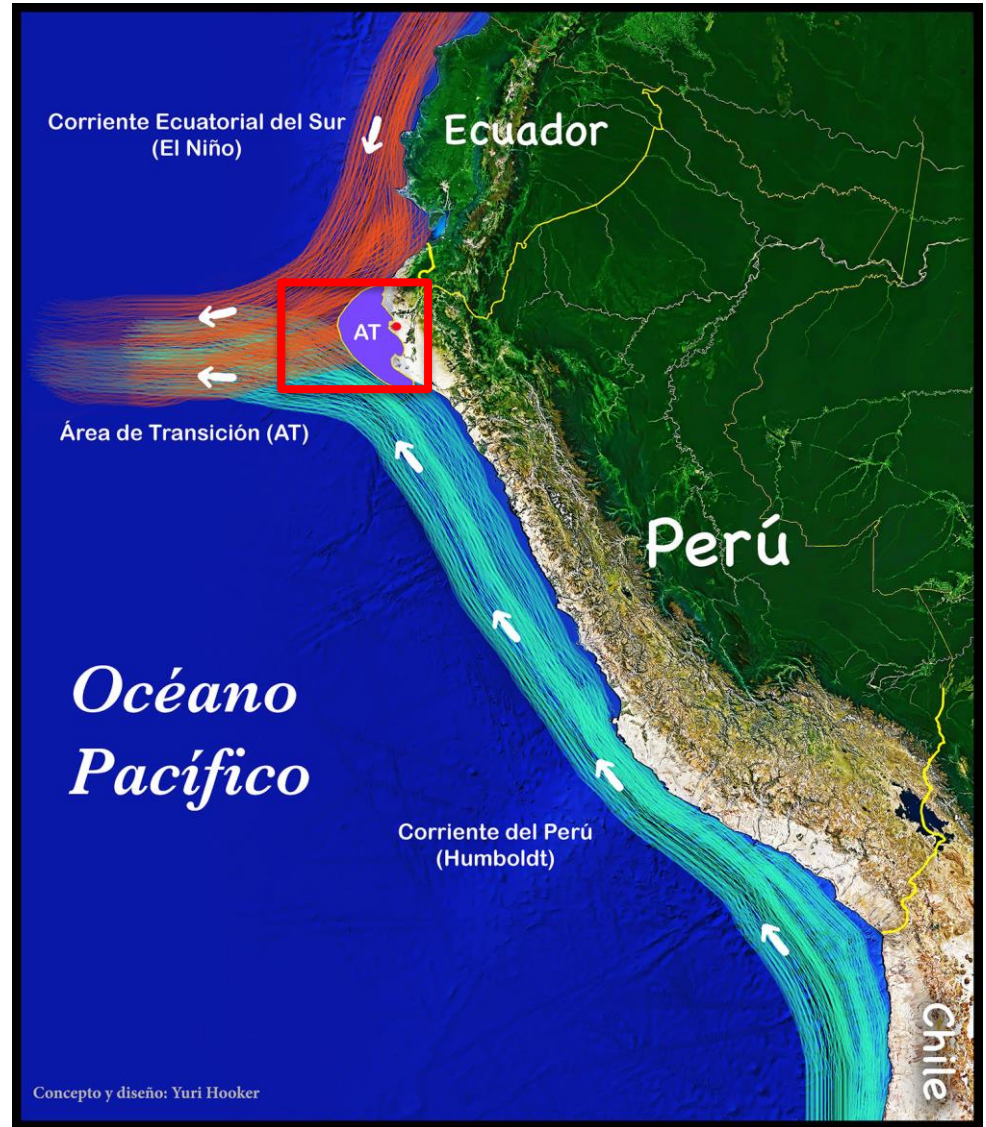 Corriente Ecuatorial del Sur
(El Niño)
Ecuador
AT
Área de Transición (AT)
Perú
Océano
Pacífico
Corriente del Perú
(Humboldt)
Chile
Concepto y diseño: Yuri Hooker